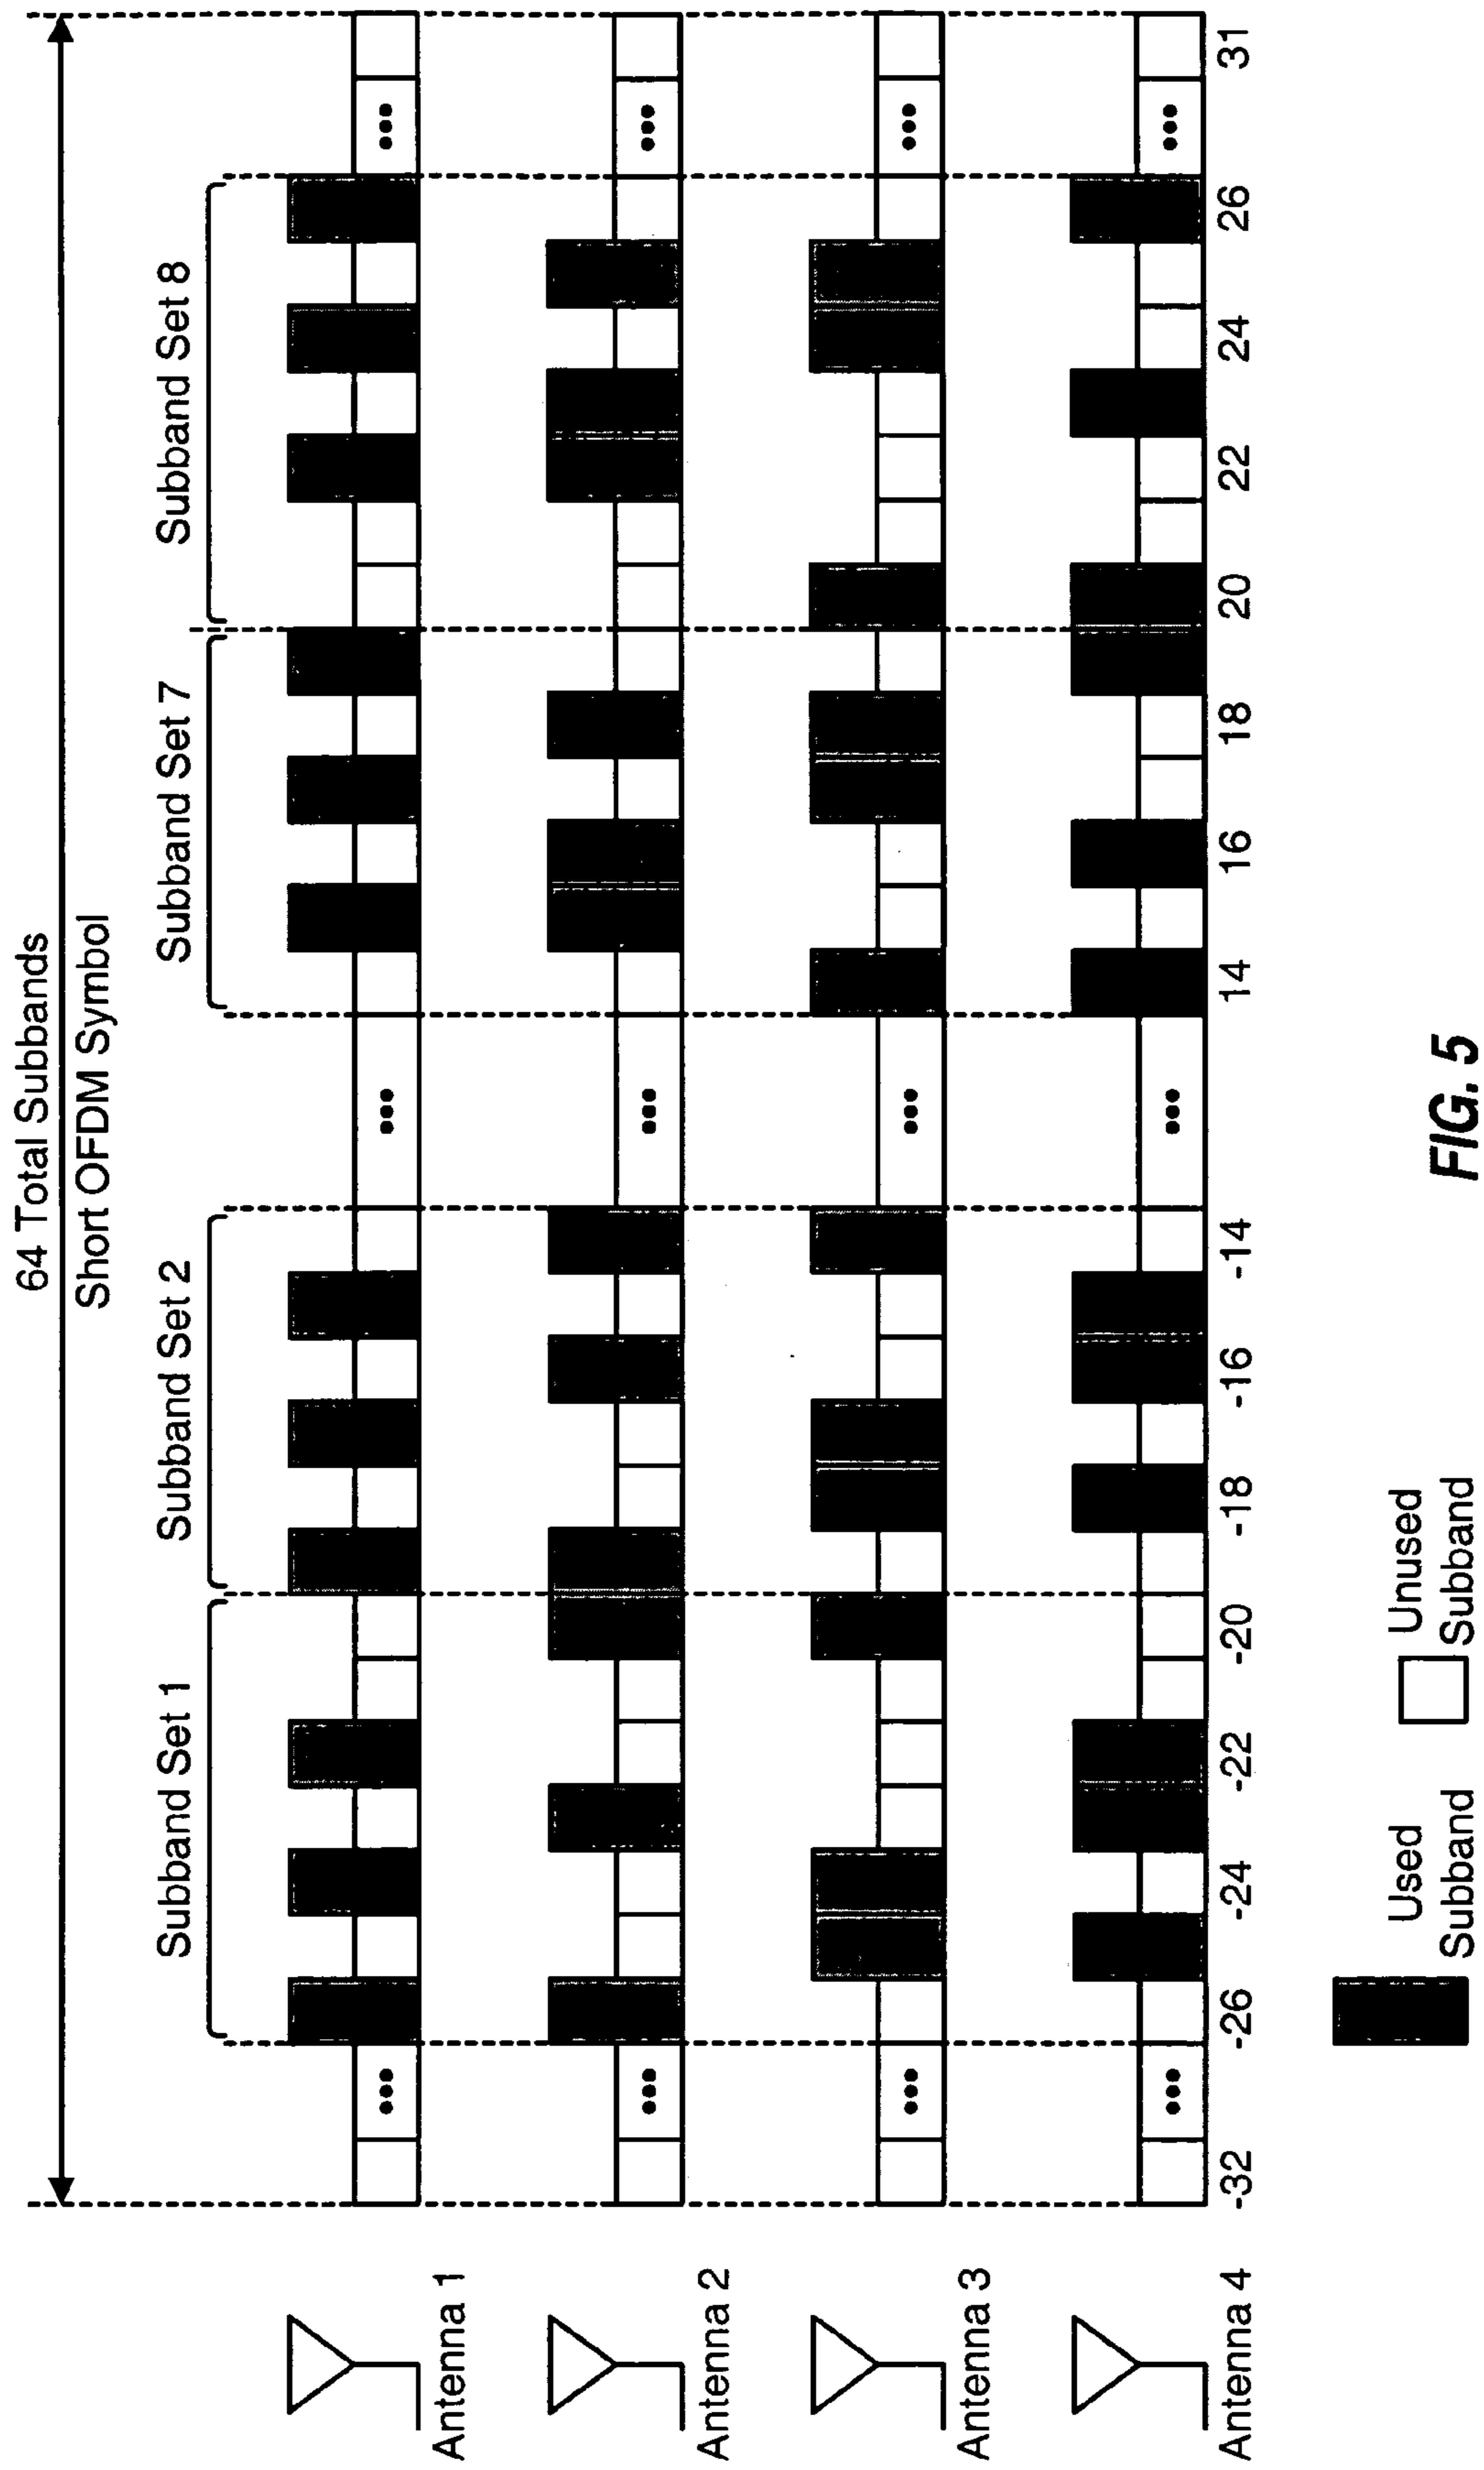 64 Total Subbands
Short OFDM Symbol
Subband Set 1
Subband Set 2
Subband Set 7
Subband Set 8
•••
•••
•••
Antenna 1
•••
•••
•••
Antenna 2
•••
•••
•••
Antenna 3
•••
•••
•••
Antenna 4
-32 -26 -24 -22 -20 -18 -16 -14 14 16 18 20 22 24 26 31
Used
Subband
Unused
Subband
FIG. 5